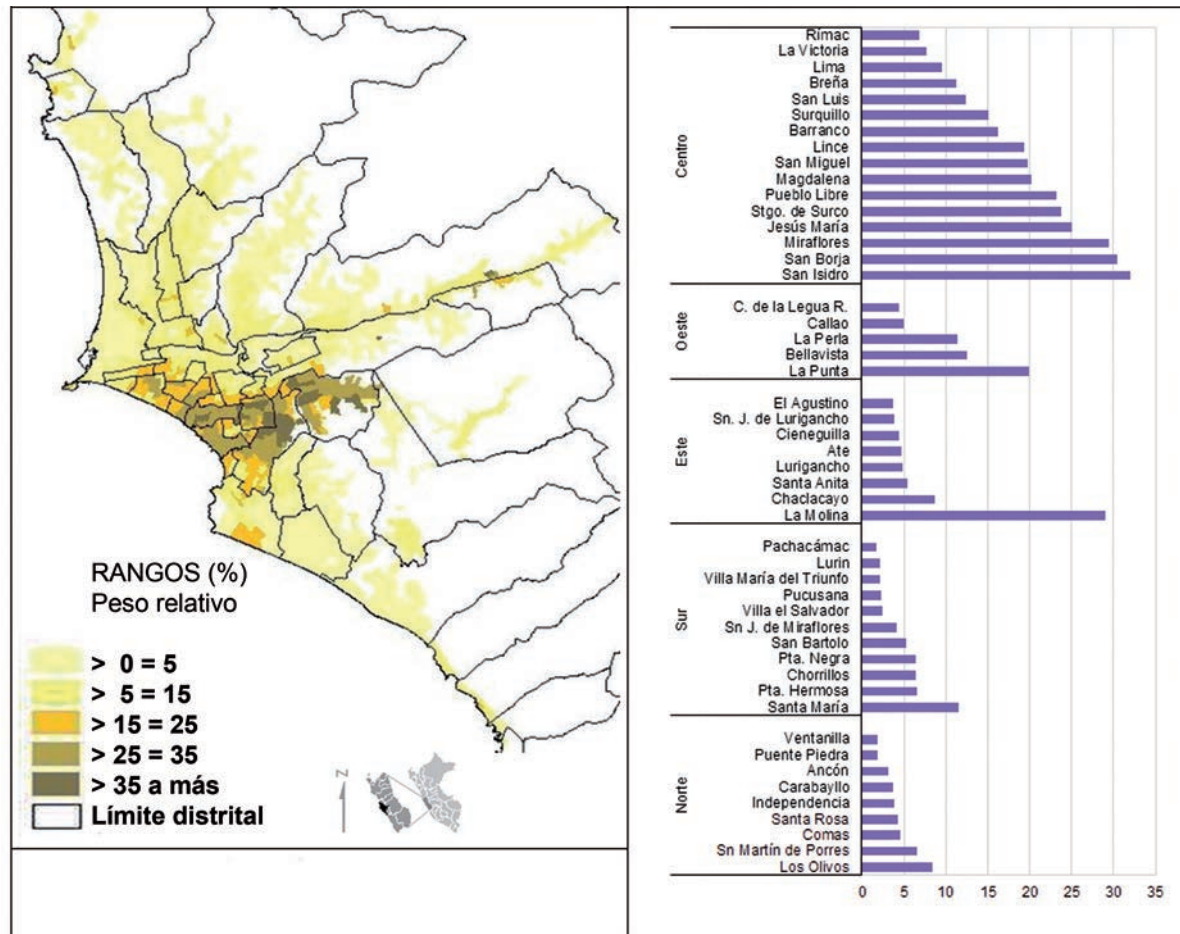 RANGOS (%)
Peso relativo
> 0 = 5
> 5 = 15
> 15 = 25
> 25 = 35
> 35 a más
Límite distrital
N
Centro
Rímac
La Victoria
Lima
Breña
San Luis
Surquillo
Barranco
Lince
San Miguel
Magdalena
Pueblo Libre
Stgo. de Surco
Jesús María
Miraflores
San Borja
San Isidro
Oeste
C. de la Legua R.
Callao
La Perla
Bellavista
La Punta
Este
El Agustino
Sn. J. de Lurigancho
Cieneguilla
Ate
Lurigancho
Santa Anita
Chaclacayo
La Molina
Sur
Pachacámac
Lurin
Villa María del Triunfo
Pucusana
Villa el Salvador
Sn J. de Miraflores
San Bartolo
Pta. Negra
Chorrillos
Pta. Hermosa
Santa María
Norte
Ventanilla
Puente Piedra
Ancón
Carabayllo
Independencia
Santa Rosa
Comas
Sn Martín de Porres
Los Olivos
0 5 10 15 20 25 30 35